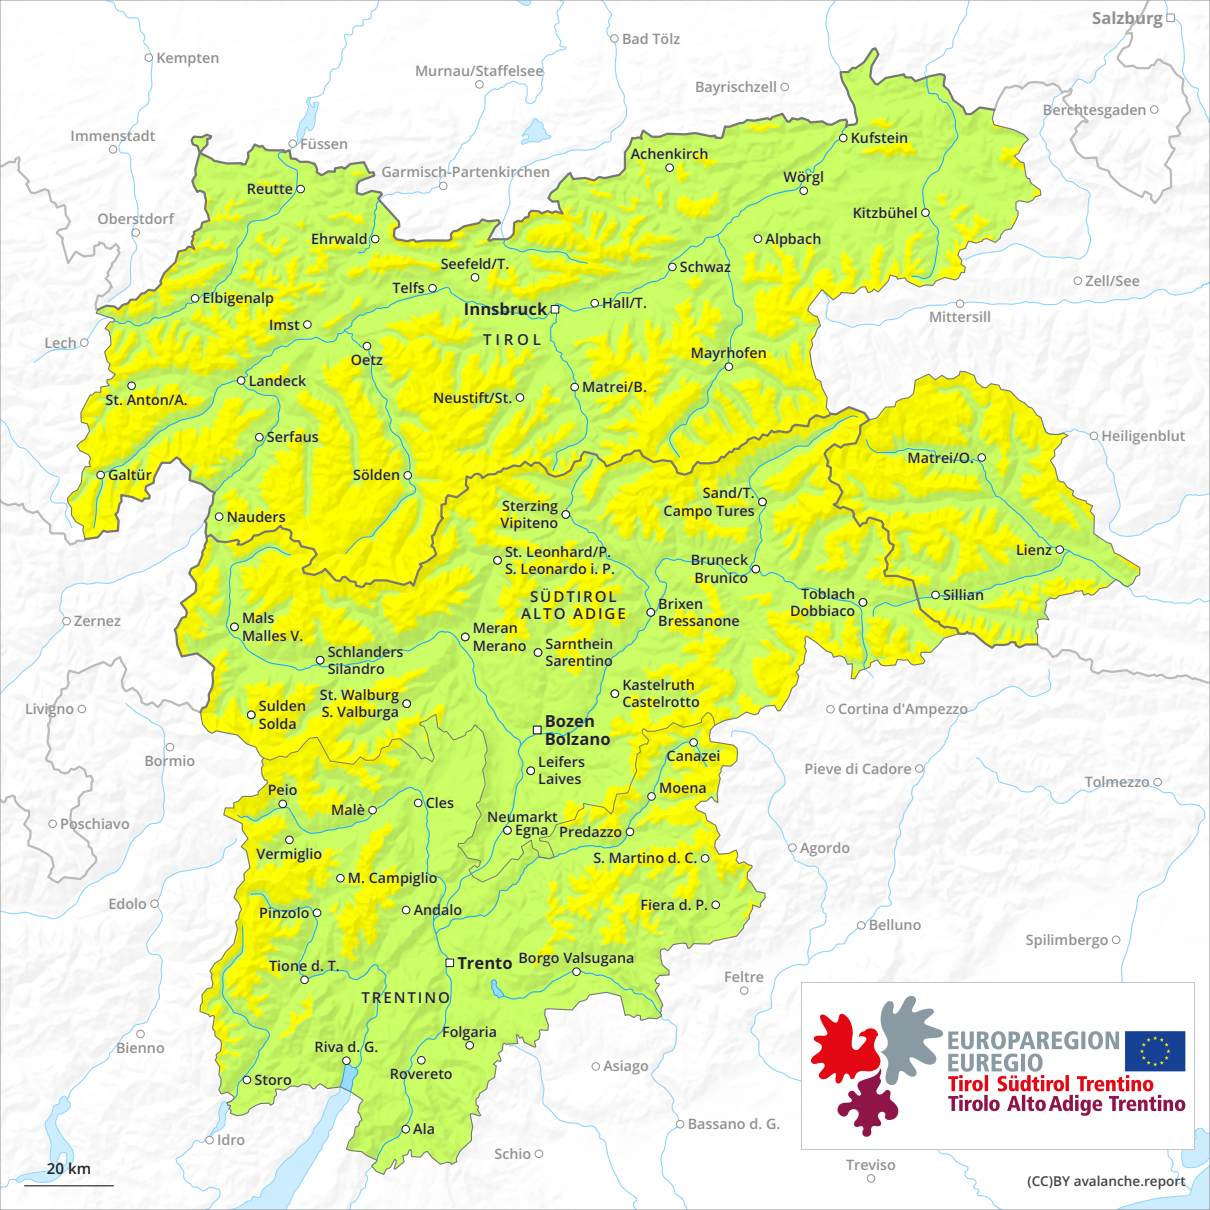 Salzburg
Bad Tölz
Kempten
Murnau/Staffelsee
Bayrischzell
Berchtesgaden
Immenstadt
Kufstein
Füssen
Achenkirch
Garmisch-Partenkirchen
Wörgl
Reutte
Kitzbühel
Oberstdorf
Ehrwald
Alpbach
Seefeld/T.
Schwaz
Zell/See
Telfs
Elbigenalp
Hall/T.
Innsbruck
Mittersill
Imst
TIROL
Lech
Mayrhofen
Oetz
Landeck
Matrei/B.
St. Anton/A.
Neustift/St.
Serfaus
Heiligenblut
Matrei/O.
Galtür
Sölden
Sand/T.
Campo Tures
Sterzing
Vipiteno
Nauders
Lienz
St. Leonhard/P.
S. Leonardo i. P.
Bruneck
Brunico
SÜDTIROL
ALTO ADIGE
Toblach
Dobbiaco
Sillian
Brixen
Bressanone
Zernez
Mals
Malles V.
Meran
Merano
Sarnthein
Sarentino
Schlanders
Silandro
Kastelruth
Castelrotto
St. Walburg
S. Valburga
Livigno
Sulden
Solda
Cortina d'Ampezzo
Bozen
Bolzano
Bormio
Canazei
Leifers
Laives
Pieve di Cadore
Tolmezzo
Peio
Moena
Malè
Cles
Neumarkt
Egna
Predazzo
Poschiavo
Vermiglio
Agordo
S. Martino d. C.
M. Campiglio
Edolo
Pinzolo
Andalo
Fiera d. P.
Belluno
Spilimbergo
Trento
Borgo Valsugana
Tione d. T.
Feltre
TRENTINO
Folgaria
Bienno
Riva d. G.
Rovereto
Asiago
Storo
EUROPAREGION
EUREGIO
Tirol Südtirol Trentino
Tirolo Alto Adige Trentino
Ala
Bassano d. G.
Idro
Schio
Treviso
20 km
(CC)BY avalanche.report